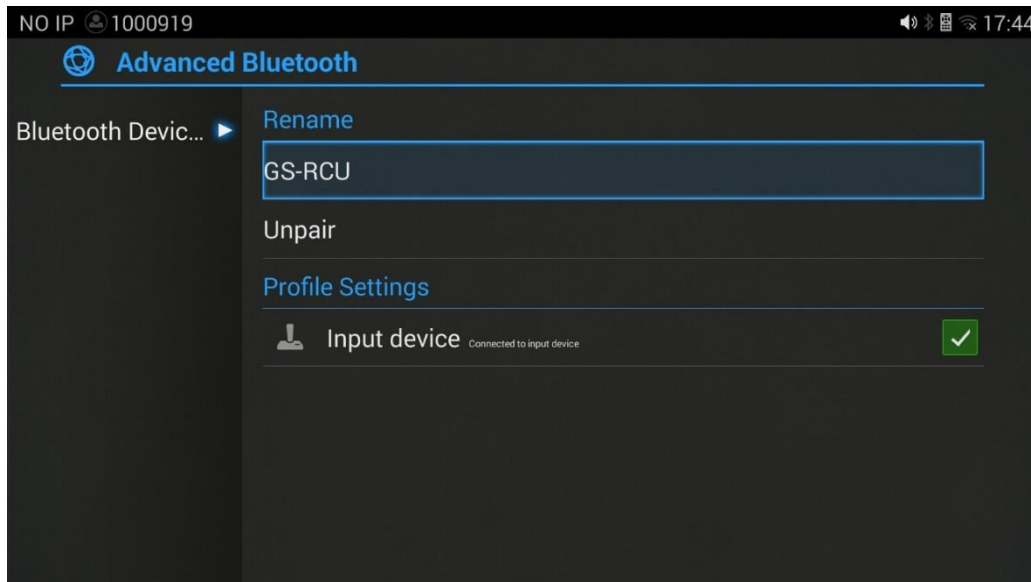 NO IP 1000919 17:44
Advanced Bluetooth
Bluetooth Devic...
Rename
GS-RCU
Unpair
Profile Settings
Input device Connected to input device